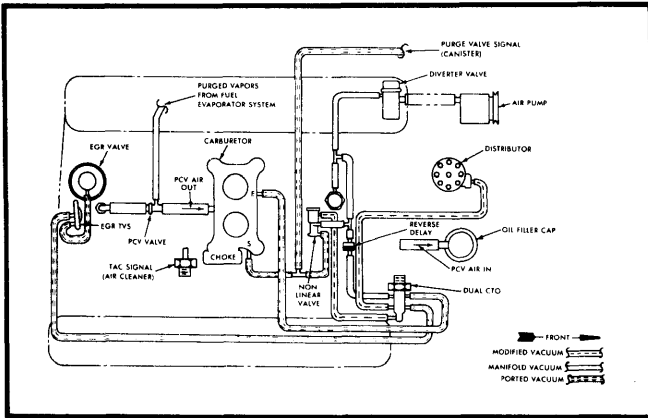 PURGE VALVE SIGNAL
(CANISTER)
DIVERTER VALVE
PURGED VAPORS
FROM FUEL
EVAPORATOR SYSTEM
AIR PUMP
EGR VALVE
CARBURETOR
DISTRIBUTOR
PCV AIR
OUT
F
EGR TVS
PCV VALVE
REVERSE
DELAY
OIL FILLER CAP
S
TAC SIGNAL
(AIR CLEANER)
CHOKE
PCV AIR IN
NON
LINEAR
VALVE
DUAL CTO
FRONT
MODIFIED VACUUM
MANIFOLD VACUUM
PORTED VACUUM